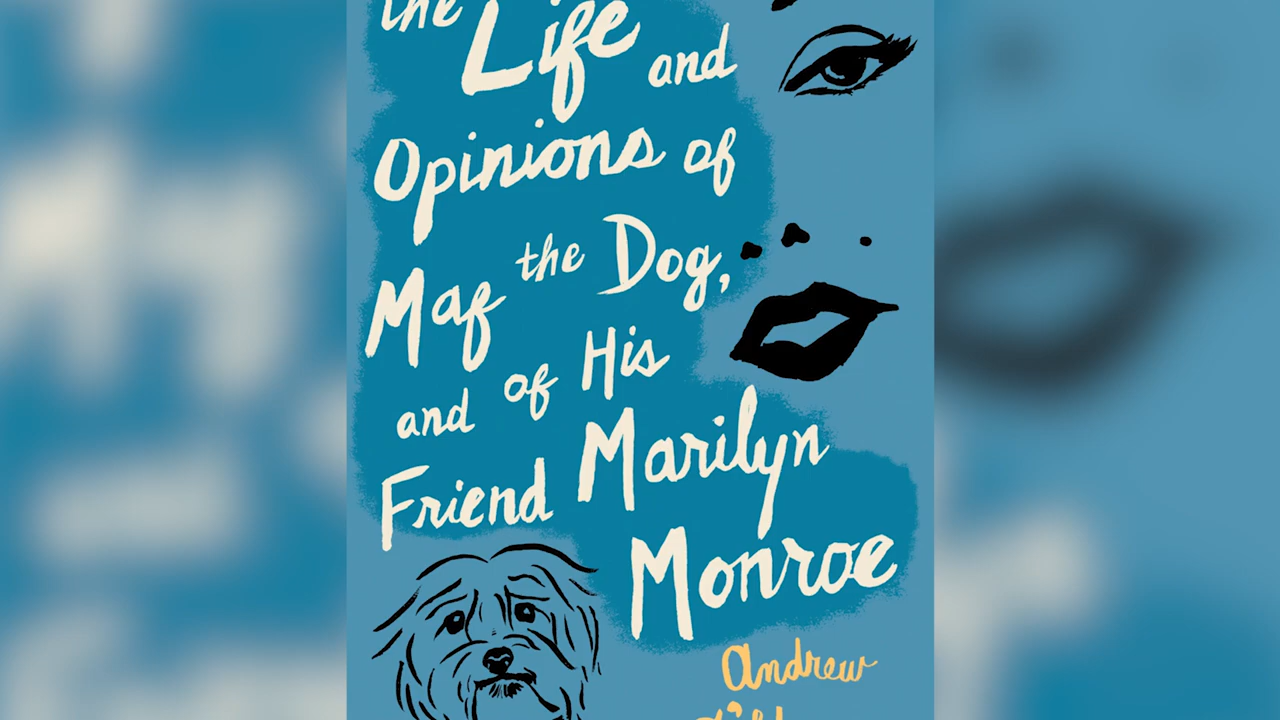 the Life and
Opinions of
Maf the Dog,
and of His
Friend Marilyn
Monroe
Andrew